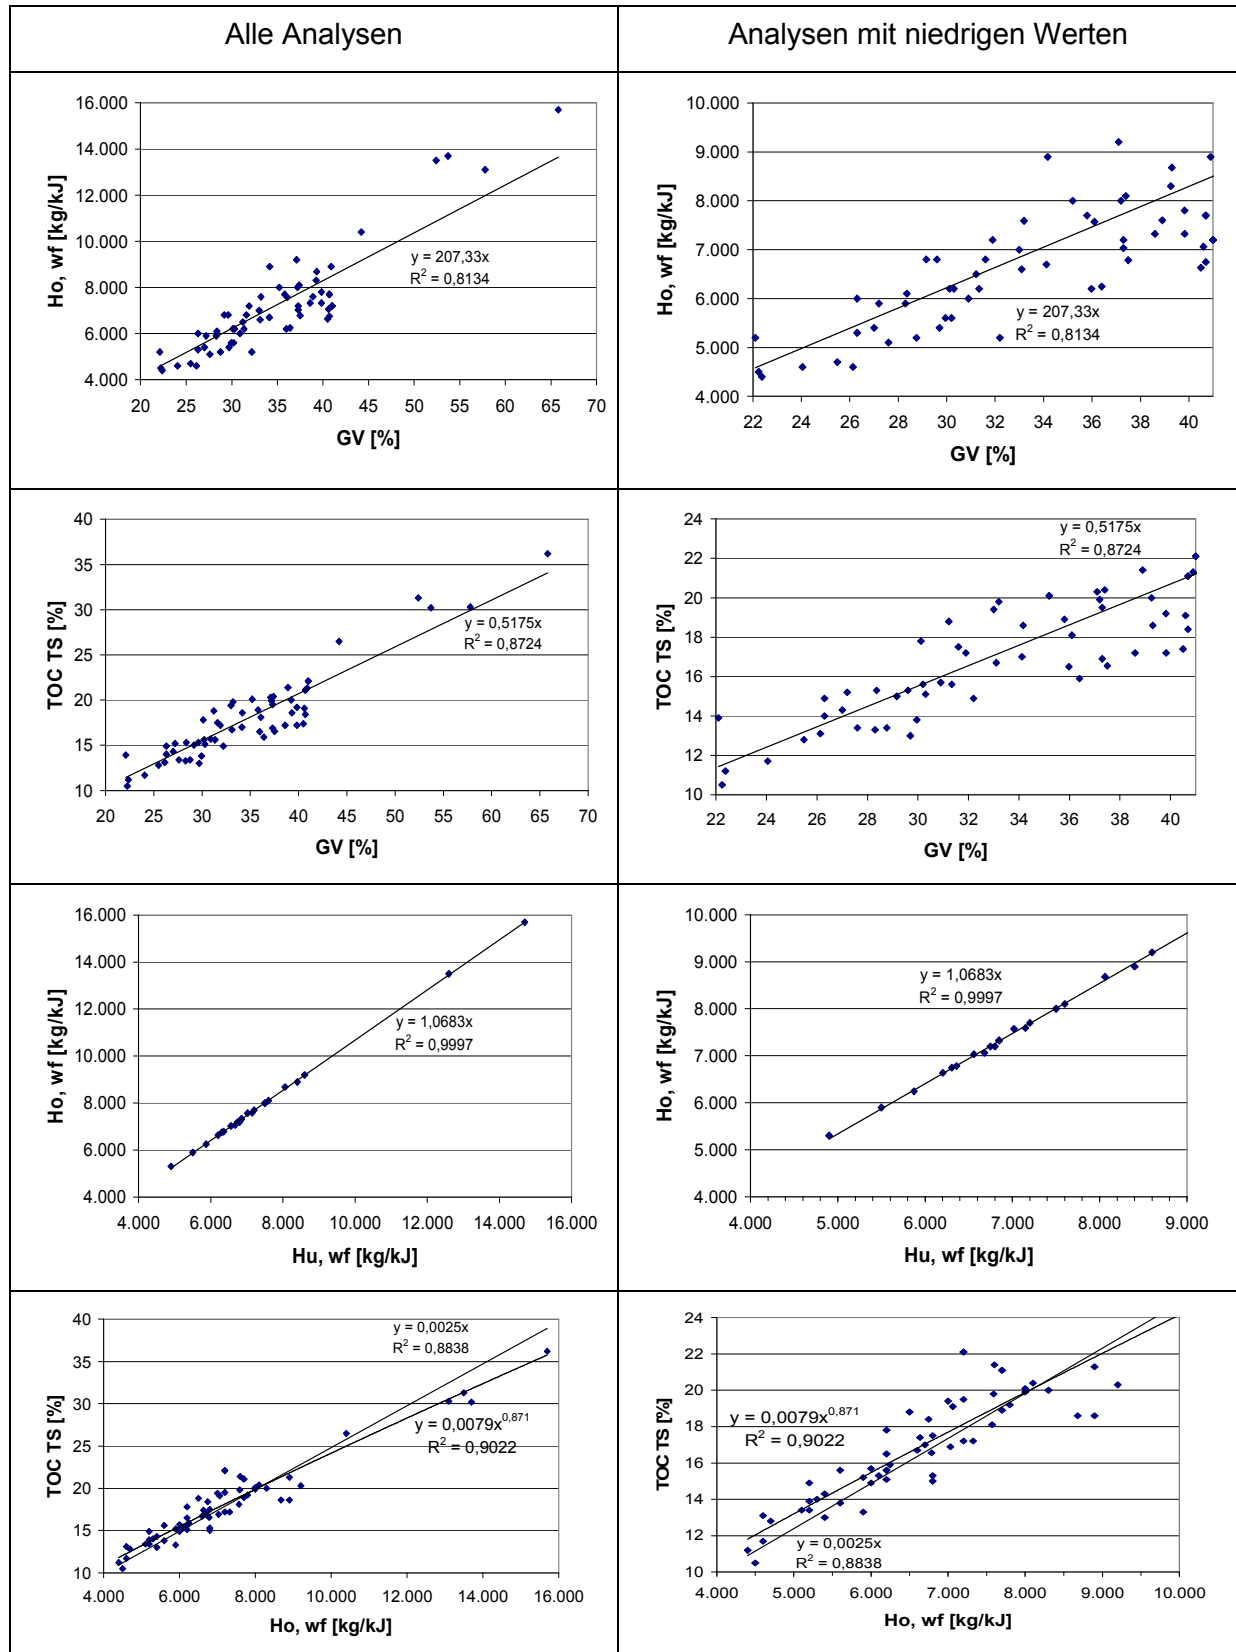 Alle Analysen
Analysen mit niedrigen Werten
16.000
14.000
12.000
10.000
8.000
6.000
4.000
Ho, wf [kg/kJ]
y = 207,33x
R² = 0,8134
20 25 30 35 40 45 50 55 60 65 70
GV [%]
10.000
9.000
8.000
7.000
6.000
5.000
4.000
Ho, wf [kg/kJ]
y = 207,33x
R² = 0,8134
22 24 26 28 30 32 34 36 38 40
GV [%]
40
30
20
10
TOC TS [%]
y = 0,5175x
R² = 0,8724
20 25 30 35 40 45 50 55 60 65 70
GV [%]
24
22
20
18
16
14
12
10
TOC TS [%]
y = 0,5175x
R² = 0,8724
22 24 26 28 30 32 34 36 38 40
GV [%]
16.000
14.000
12.000
10.000
8.000
6.000
4.000
Ho, wf [kg/kJ]
y = 1,0683x
R² = 0,9997
4.000 6.000 8.000 10.000 12.000 14.000 16.000
Hu, wf [kg/kJ]
10.000
9.000
8.000
7.000
6.000
5.000
4.000
Ho, wf [kg/kJ]
y = 1,0683x
R² = 0,9997
4.000 5.000 6.000 7.000 8.000 9.000
Hu, wf [kg/kJ]
40
35
30
25
20
15
10
TOC TS [%]
y = 0,0025x
R² = 0,8838
y = 0,0079x^0,871
R² = 0,9022
4.000 6.000 8.000 10.000 12.000 14.000 16.000
Ho, wf [kg/kJ]
24
22
20
18
16
14
12
10
TOC TS [%]
y = 0,0079x^0,871
R² = 0,9022
y = 0,0025x
R² = 0,8838
4.000 5.000 6.000 7.000 8.000 9.000 10.000
Ho, wf [kg/kJ]